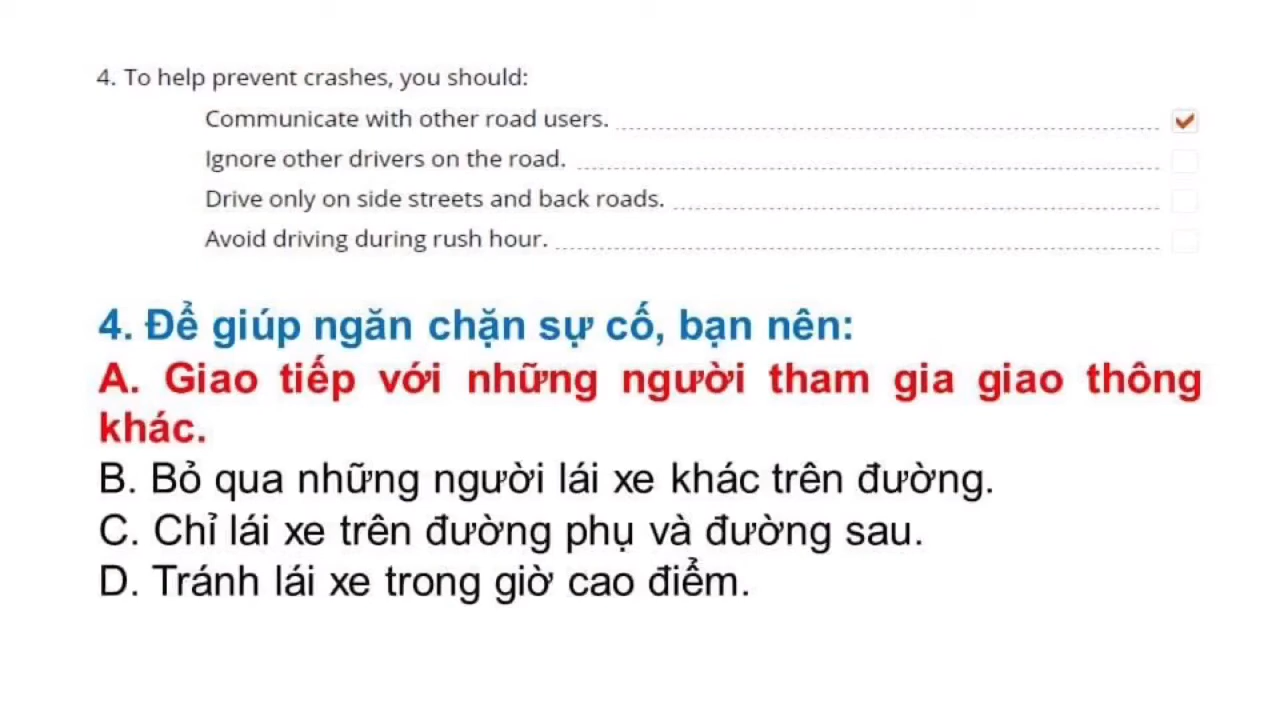 4. To help prevent crashes, you should:
Communicate with other road users.
Ignore other drivers on the road.
Drive only on side streets and back roads.
Avoid driving during rush hour.
4. Để giúp ngăn chặn sự cố, bạn nên:
A. Giao tiếp với những người tham gia giao thông
khác.
B. Bỏ qua những người lái xe khác trên đường.
C. Chỉ lái xe trên đường phụ và đường sau.
D. Tránh lái xe trong giờ cao điểm.